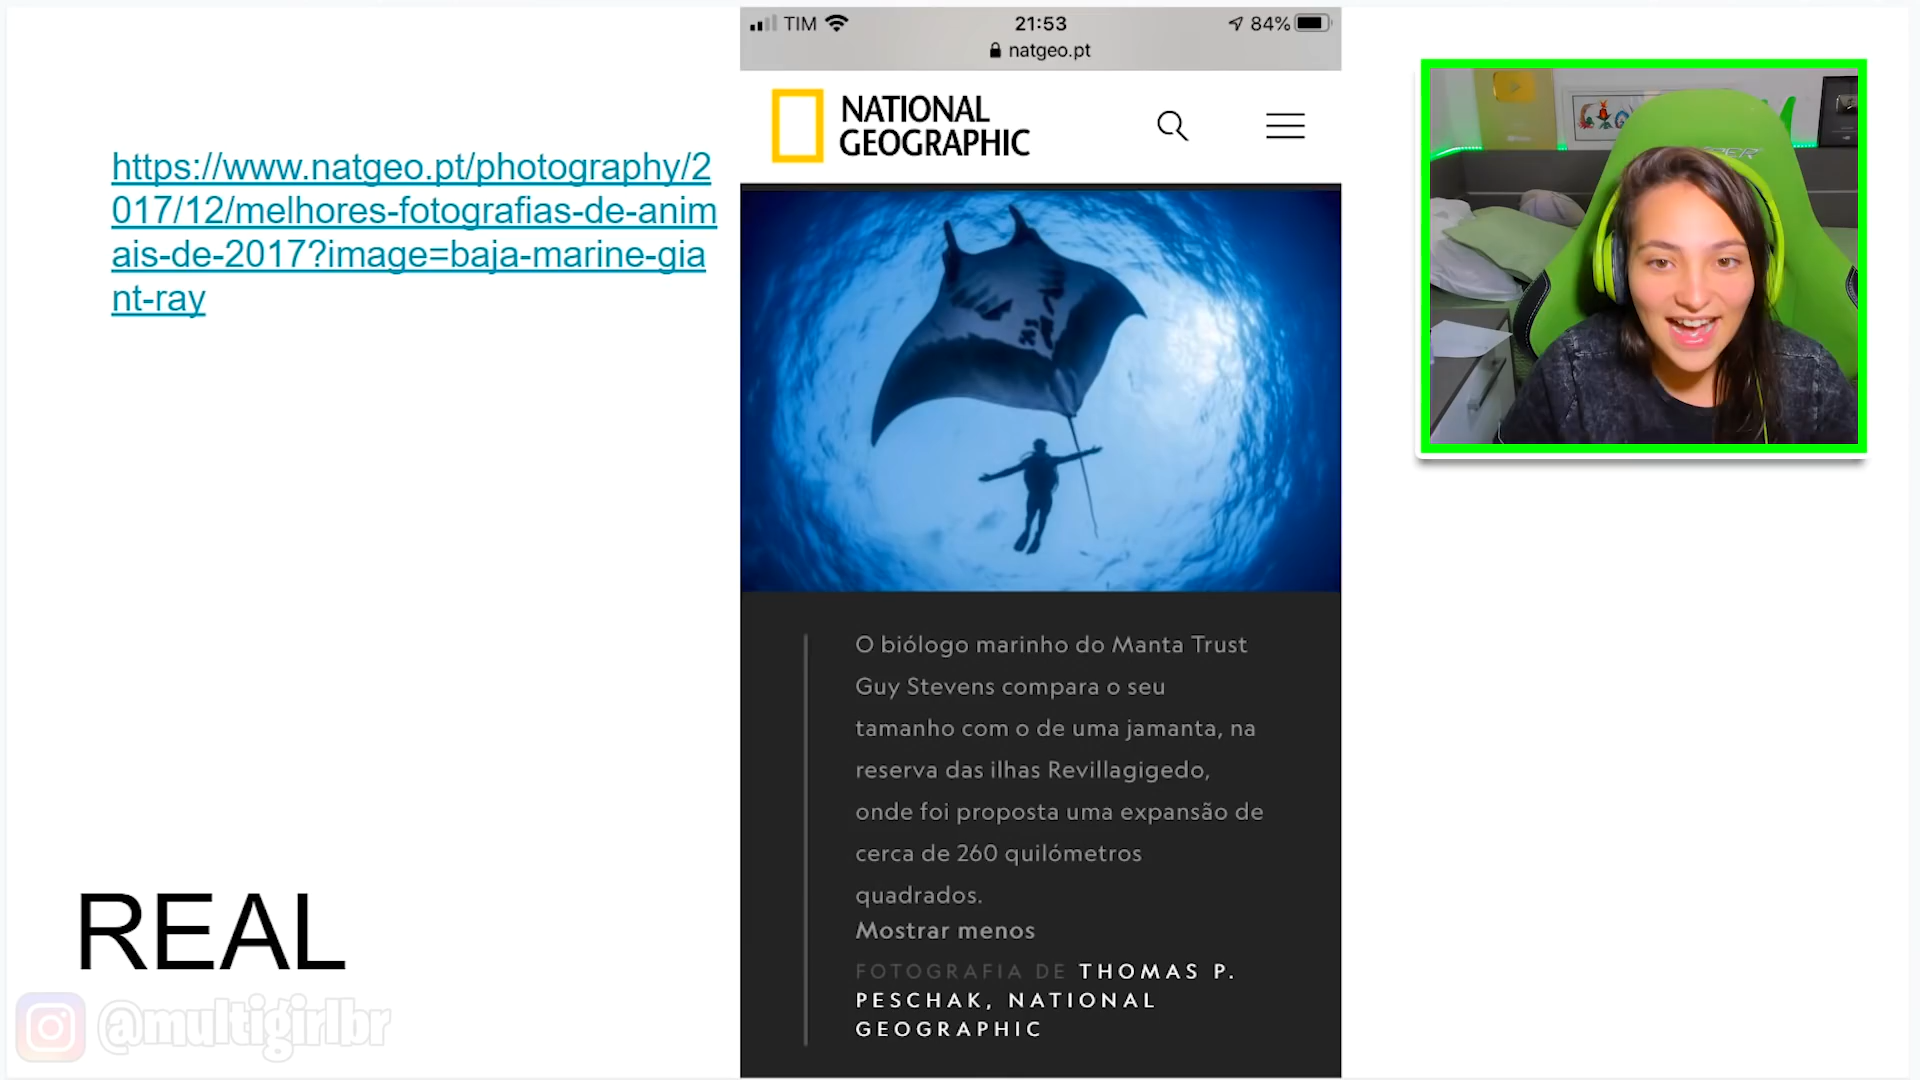 TIM
21:53
84%
natgeo.pt
NATIONAL
GEOGRAPHIC
https://www.natgeo.pt/photography/2
017/12/melhores-fotografias-de-anim
ais-de-2017?image=baja-marine-gia
nt-ray
O biólogo marinho do Manta Trust
Guy Stevens compara o seu
tamanho com o de uma jamanta, na
reserva das ilhas Revillagigedo,
onde foi proposta uma expansão de
cerca de 260 quilómetros
quadrados.
Mostrar menos
FOTOGRAFIA DE THOMAS P.
PESCHAK, NATIONAL
GEOGRAPHIC
REAL
@multigirlbr